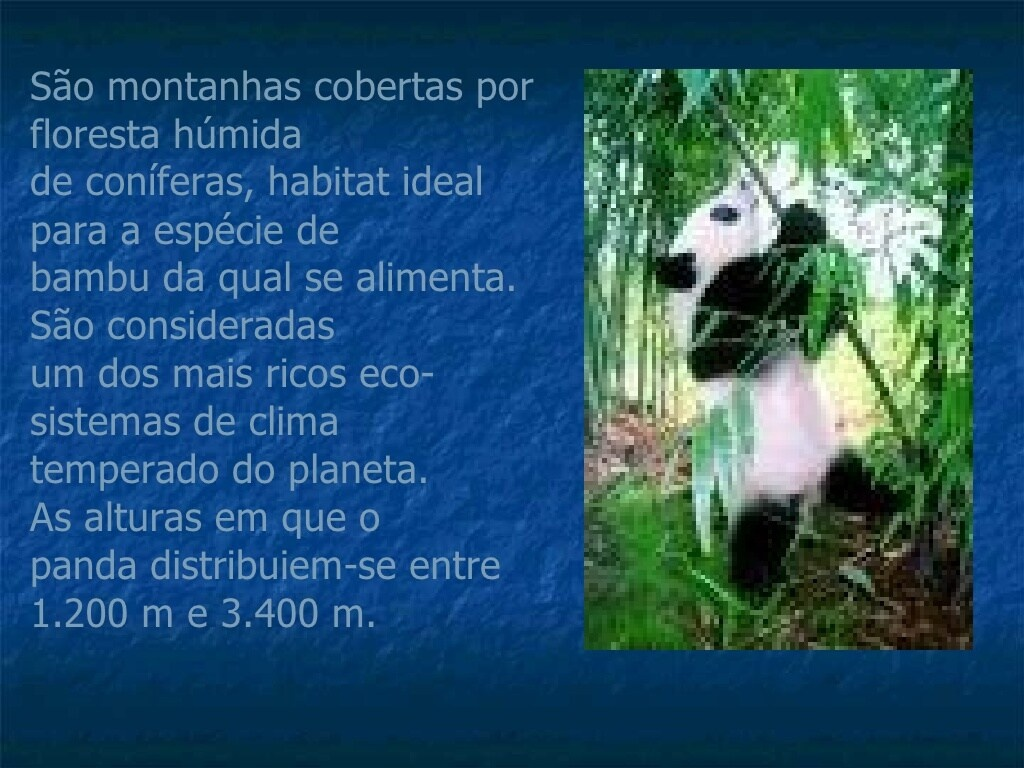 São montanhas cobertas por
floresta húmida
de coníferas, habitat ideal
para a espécie de
bambu da qual se alimenta.
São consideradas
um dos mais ricos eco-
sistemas de clima
temperado do planeta.
As alturas em que o
panda distribuiem-se entre
1.200 m e 3.400 m.